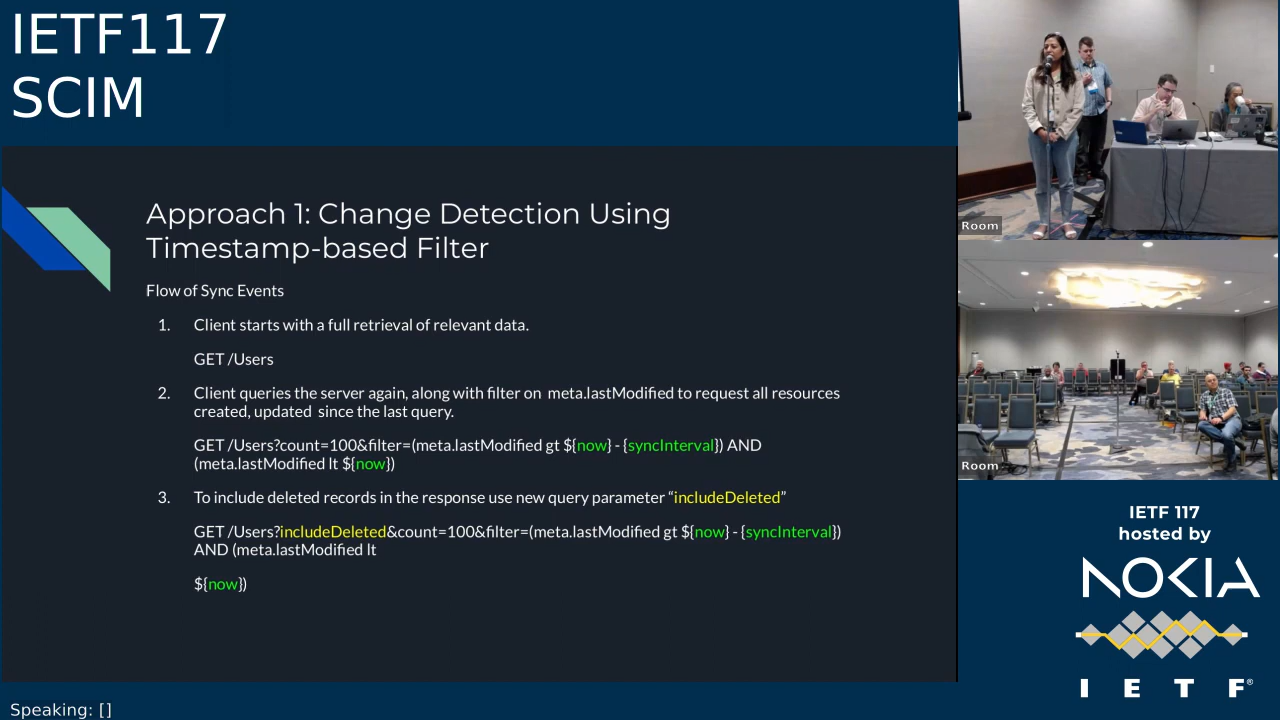 IETF117
SCIM
Approach 1: Change Detection Using
Timestamp-based Filter
Flow of Sync Events
1. Client starts with a full retrieval of relevant data.
GET /Users
2. Client queries the server again, along with filter on meta.lastModified to request all resources
created, updated since the last query.
GET /Users?count=100&filter=(meta.lastModified gt ${now} - {syncInterval}) AND
(meta.lastModified lt ${now})
3. To include deleted records in the response use new query parameter “includeDeleted”
GET /Users?includeDeleted&count=100&filter=(meta.lastModified gt ${now} - {syncInterval})
AND (meta.lastModified lt
${now})
Room
Room
IETF 117
hosted by
NOKIA
I E T F®
Speaking: []